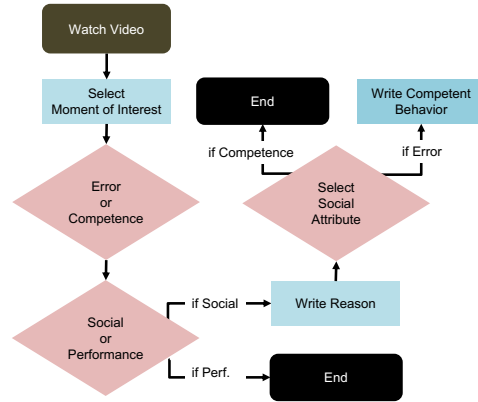 Watch Video
Select
Moment of Interest
Error
or
Competence
Social
or
Performance
if Social
if Perf.
Write Reason
End
Select
Social
Attribute
if Competence
if Error
End
Write Competent
Behavior